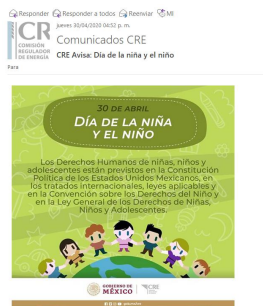 Responder Responder a todos Reenviar MI
jueves 30/04/2020 04:52 p. m.
Comunicados CRE
CRE Avisa: Día de la niña y el niño
CR
COMISIÓN
REGULADOR
DE ENERGÍA
Para
30 DE ABRIL
DÍA DE LA NIÑA
Y EL NIÑO
Los Derechos Humanos de niñas, niños y
adolescentes están previstos en la Constitución
Política de los Estados Unidos Mexicanos, en
los tratados internacionales, leyes aplicables y
en la Convención sobre los Derechos del Niño y
en la Ley General de los Derechos de Niñas,
Niños y Adolescentes.
GOBIERNO DE
MÉXICO
CRE